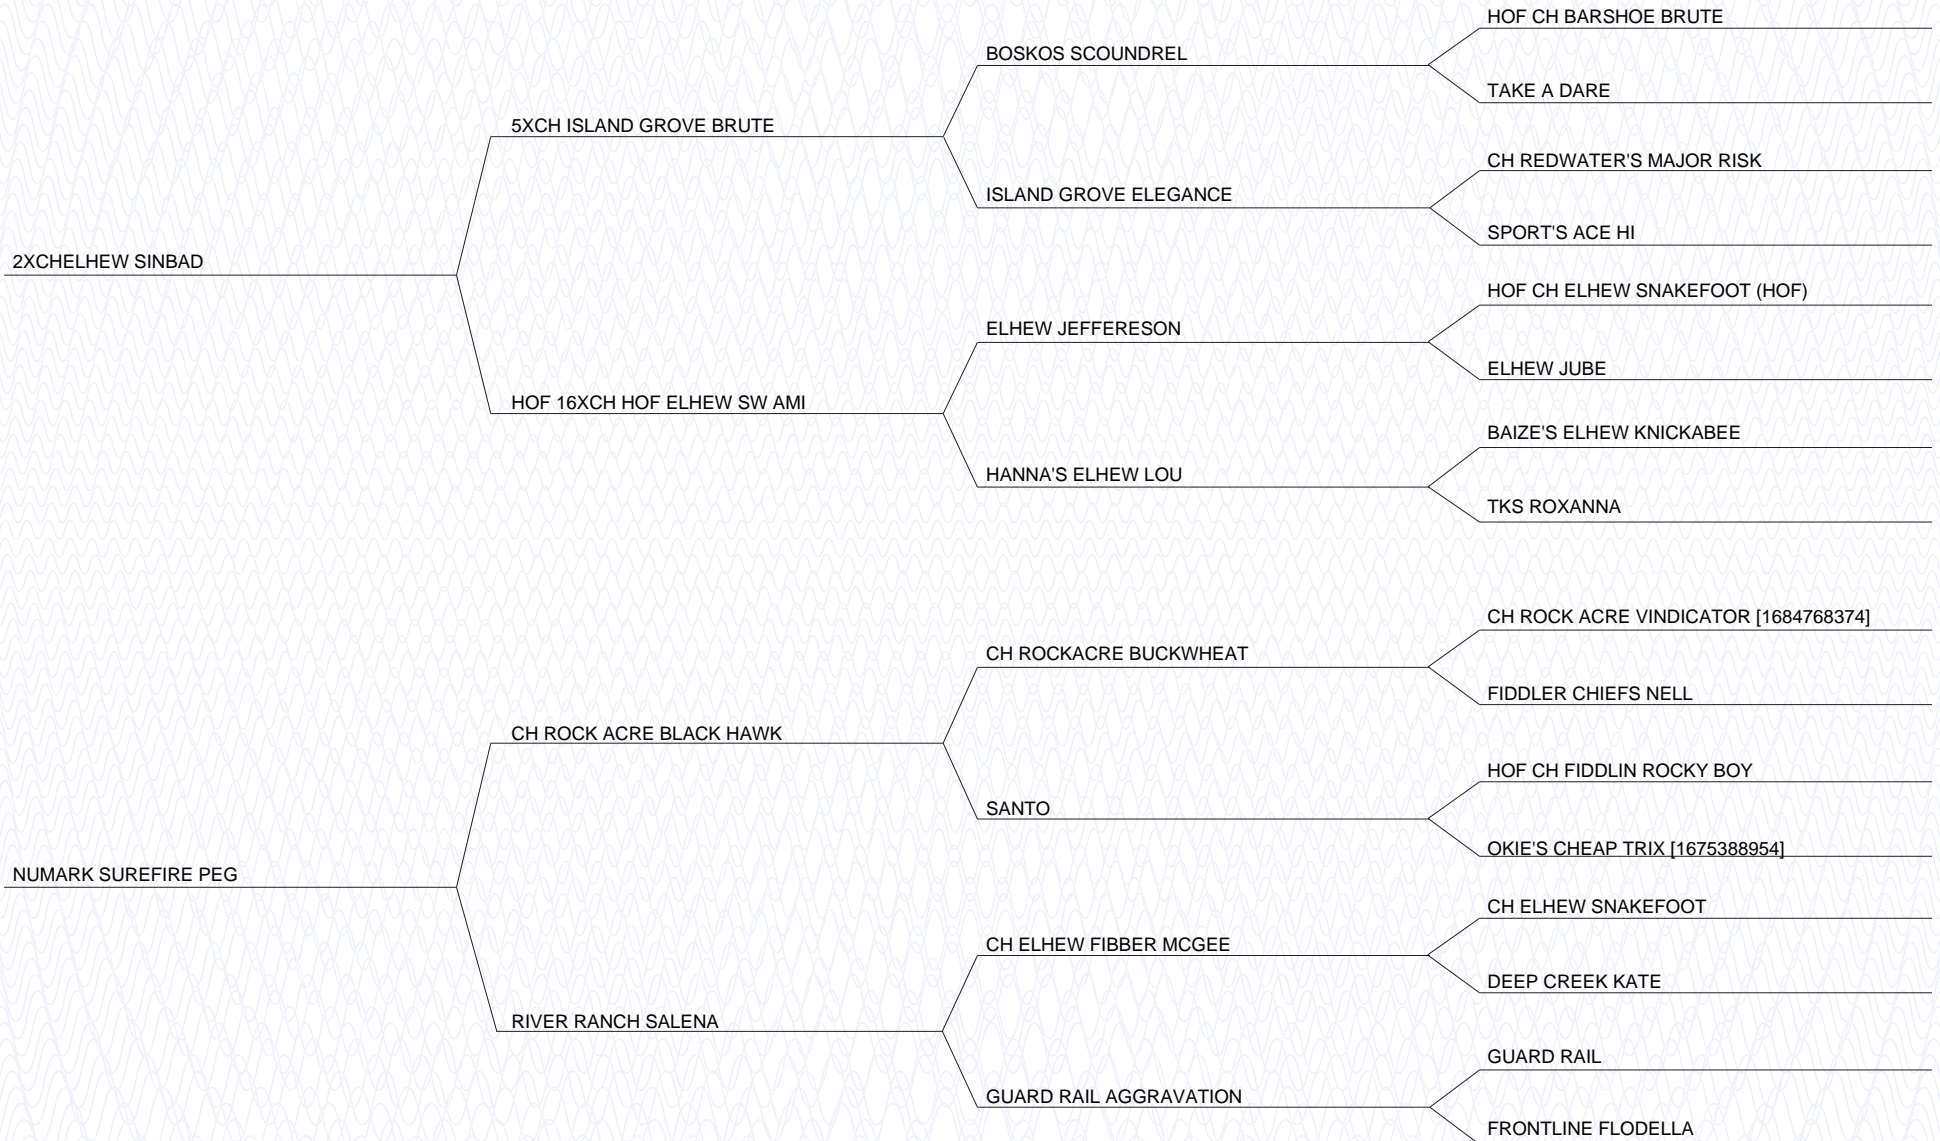 HOF CH BARSHOE BRUTE
BOSKOS SCOUNDREL
TAKE A DARE
5XCH ISLAND GROVE BRUTE
CH REDWATER'S MAJOR RISK
ISLAND GROVE ELEGANCE
SPORT'S ACE HI
2XCHELHEW SINBAD
HOF CH ELHEW SNAKEFOOT (HOF)
ELHEW JEFFERESON
ELHEW JUBE
HOF 16XCH HOF ELHEW SW AMI
BAIZE'S ELHEW KNICKABEE
HANNA'S ELHEW LOU
TKS ROXANNA
CH ROCK ACRE VINDICATOR [1684768374]
CH ROCKACRE BUCKWHEAT
FIDDLER CHIEFS NELL
CH ROCK ACRE BLACK HAWK
HOF CH FIDDLIN ROCKY BOY
SANTO
OKIE'S CHEAP TRIX [1675388954]
NUMARK SUREFIRE PEG
CH ELHEW SNAKEFOOT
CH ELHEW FIBBER MCGEE
DEEP CREEK KATE
RIVER RANCH SALENA
GUARD RAIL
GUARD RAIL AGGRAVATION
FRONTLINE FLODELLA